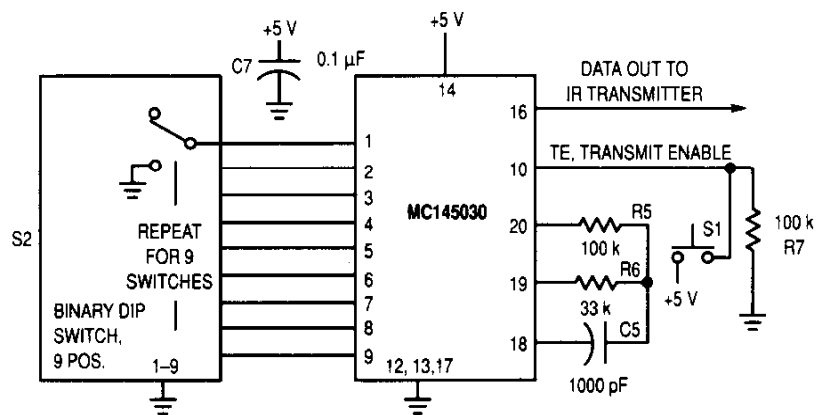 +5 V
C7
0.1 µF
+5 V
14
DATA OUT TO
IR TRANSMITTER
16
TE, TRANSMIT ENABLE
10
1
2
3
4
5
6
7
8
9
MC145030
20
R5
100 k
19
R6
33 k
18
C5
1000 pF
S1
+5 V
100 k
R7
S2
REPEAT
FOR 9
SWITCHES
BINARY DIP
SWITCH,
9 POS.
1–9
12, 13,17